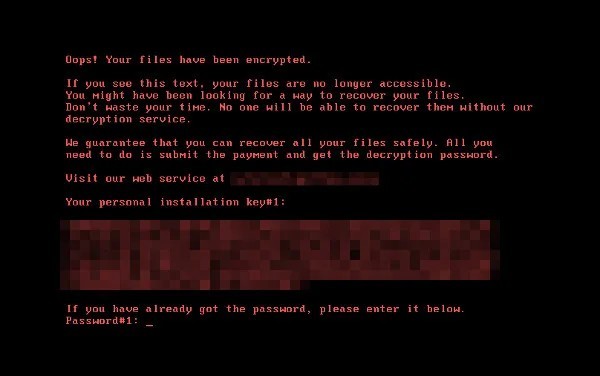 Oops! Your files have been encrypted.
If you see this text, your files are no longer accessible.
You might have been looking for a way to recover your files.
Don't waste your time. No one will be able to recover them without our
decryption service.
We guarantee that you can recover all your files safely. All you
need to do is submit the payment and get the decryption password.
Visit our web service at
Your personal installation key#1:
If you have already got the password, please enter it below.
Password#1: _